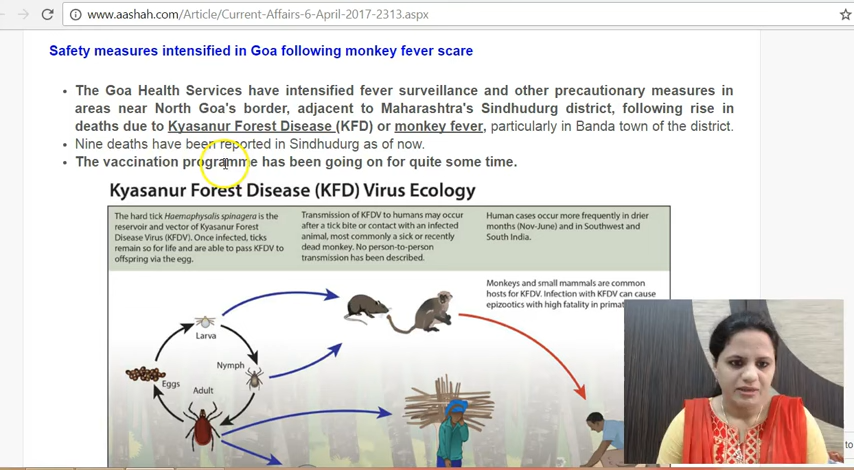 www.aashah.com/Article/Current-Affairs-6-April-2017-2313.aspx
Safety measures intensified in Goa following monkey fever scare
• The Goa Health Services have intensified fever surveillance and other precautionary measures in
areas near North Goa's border, adjacent to Maharashtra's Sindhudurg district, following rise in
deaths due to Kyasanur Forest Disease (KFD) or monkey fever, particularly in Banda town of the district.
• Nine deaths have been reported in Sindhudurg as of now.
• The vaccination programme has been going on for quite some time.
Kyasanur Forest Disease (KFD) Virus Ecology
The hard tick Haemophysalis spinagera is the
reservoir and vector of Kyasanur Forest
Disease Virus (KFDV). Once infected, ticks
remain so for life and are able to pass KFDV to
offspring via the egg.
Transmission of KFDV to humans may occur
after a tick bite or contact with an infected
animal, most commonly a sick or recently
dead monkey. No person-to-person
transmission has been described.
Human cases occur more frequently in drier
months (Nov-June) and in Southwest and
South India.
Monkeys and small mammals are common
hosts for KFDV. Infection with KFDV can cause
epizootics with high fatality in
Larva
Nymph
Eggs
Adult
to